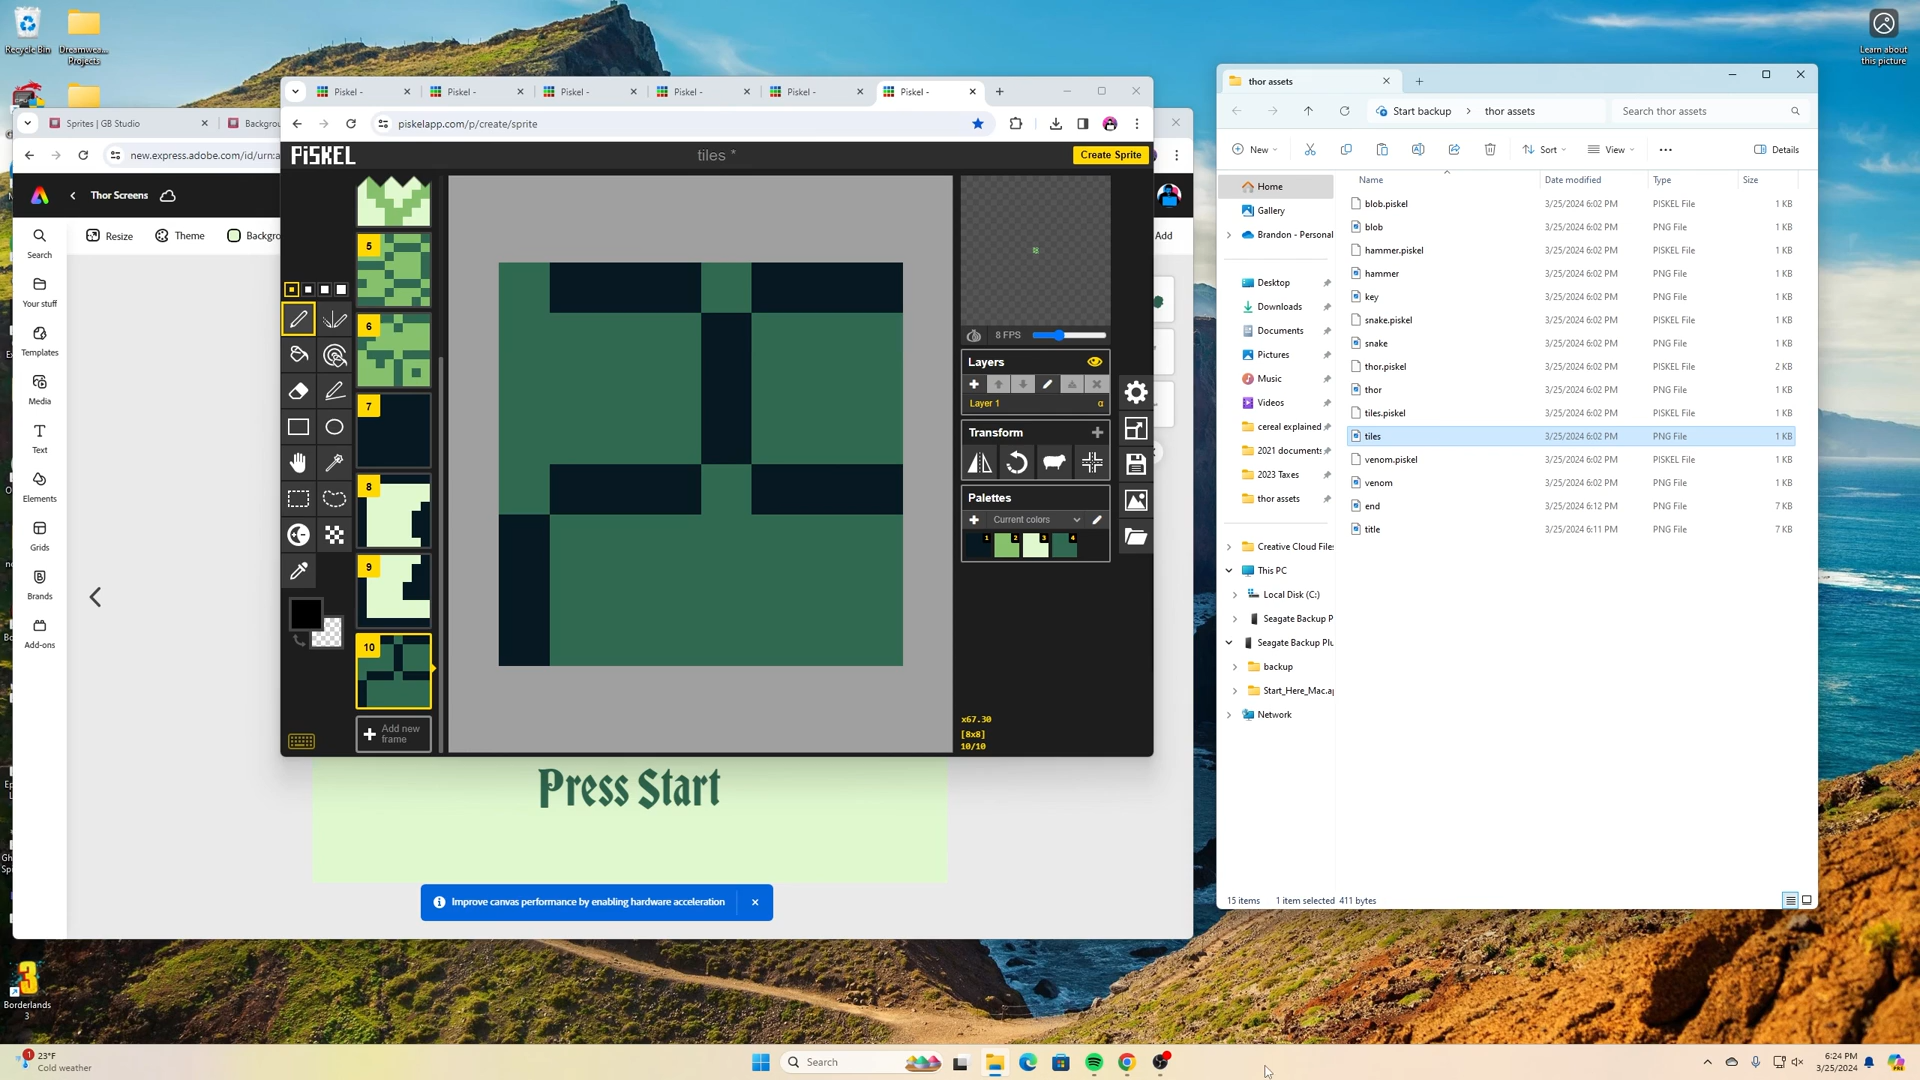 Recycle Bin
Dreamwea...
Projects
Learn about
this picture
Sprites | GB Studio
Backgrou
new.express.adobe.com/id/urn:a
Thor Screens
Resize
Theme
Backgro
Add
Search
Your stuff
Templates
Media
Text
Elements
Grids
Brands
Add-ons
Piskel -
Piskel -
Piskel -
Piskel -
Piskel -
Piskel -
piskelapp.com/p/create/sprite
PiSKEL
tiles *
Create Sprite
5
6
7
8
9
10
Add new
frame
8 FPS
Layers
Layer 1
α
Transform
Palettes
Current colors
1
2
3
4
x67.30
[8x8]
10/10
Press Start
Improve canvas performance by enabling hardware acceleration
thor assets
Start backup
thor assets
Search thor assets
New
Sort
View
Details
Name
Date modified
Type
Size
Home
Gallery
Brandon - Personal
Desktop
Downloads
Documents
Pictures
Music
Videos
cereal explained
2021 documents
2023 Taxes
thor assets
Creative Cloud Files
This PC
Local Disk (C:)
Seagate Backup P
Seagate Backup Plu
backup
Start_Here_Mac.ap
Network
blob.piskel 3/25/2024 6:02 PM PISKEL File 1 KB
blob 3/25/2024 6:02 PM PNG File 1 KB
hammer.piskel 3/25/2024 6:02 PM PISKEL File 1 KB
hammer 3/25/2024 6:02 PM PNG File 1 KB
key 3/25/2024 6:02 PM PNG File 1 KB
snake.piskel 3/25/2024 6:02 PM PISKEL File 1 KB
snake 3/25/2024 6:02 PM PNG File 1 KB
thor.piskel 3/25/2024 6:02 PM PISKEL File 2 KB
thor 3/25/2024 6:02 PM PNG File 1 KB
tiles.piskel 3/25/2024 6:02 PM PISKEL File 1 KB
tiles 3/25/2024 6:02 PM PNG File 1 KB
venom.piskel 3/25/2024 6:02 PM PISKEL File 1 KB
venom 3/25/2024 6:02 PM PNG File 1 KB
end 3/25/2024 6:12 PM PNG File 7 KB
title 3/25/2024 6:11 PM PNG File 7 KB
15 items
1 item selected 411 bytes
Borderlands
3
1
23°F
Cold weather
Search
6:24 PM
3/25/2024